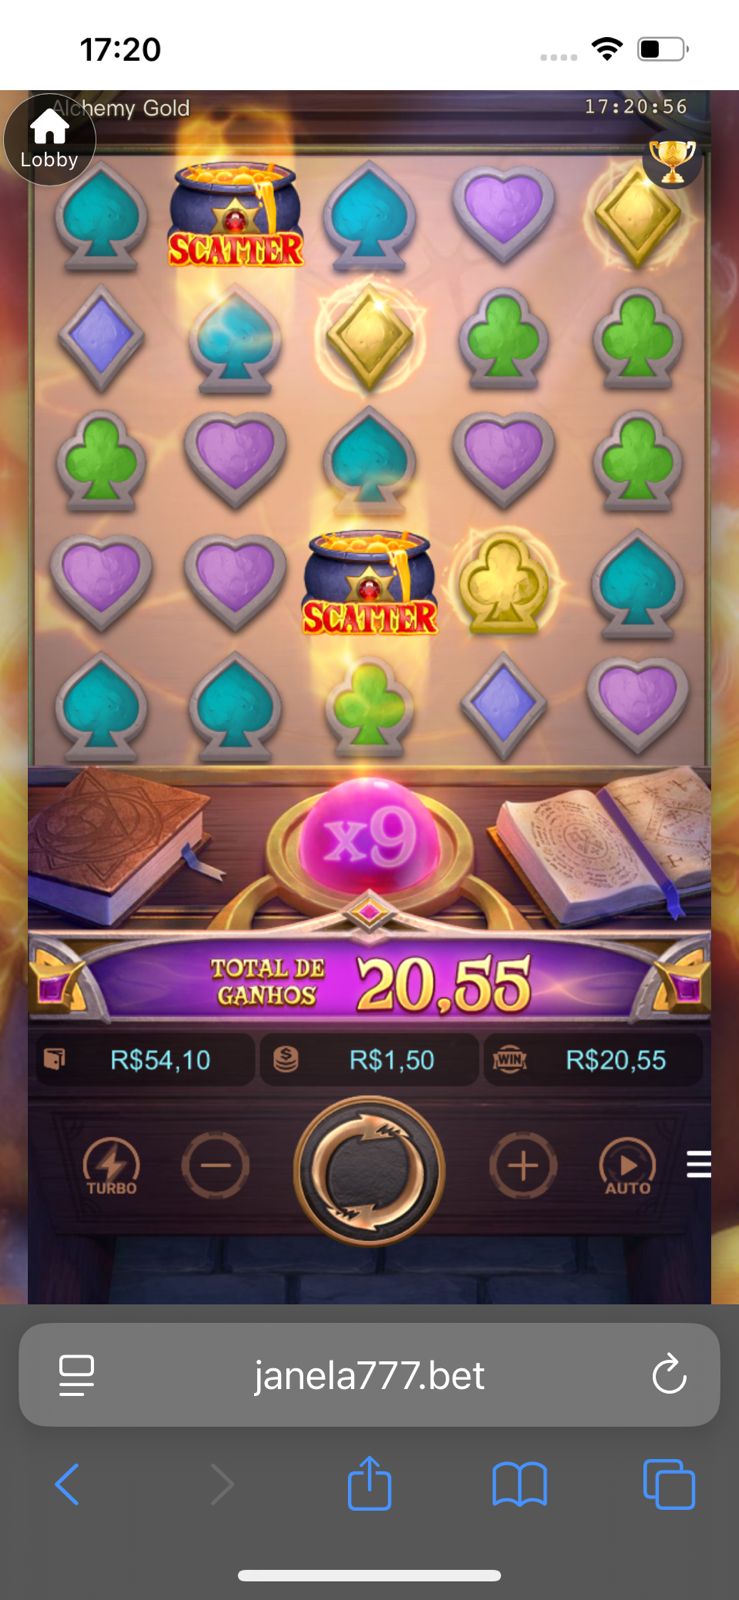 17:20
Alchemy Gold
17:20:56
Lobby
SCATTER
SCATTER
x9
TOTAL DE
GANHOS
20,55
R$54,10
R$1,50
WIN
R$20,55
TURBO
AUTO
janela777.bet